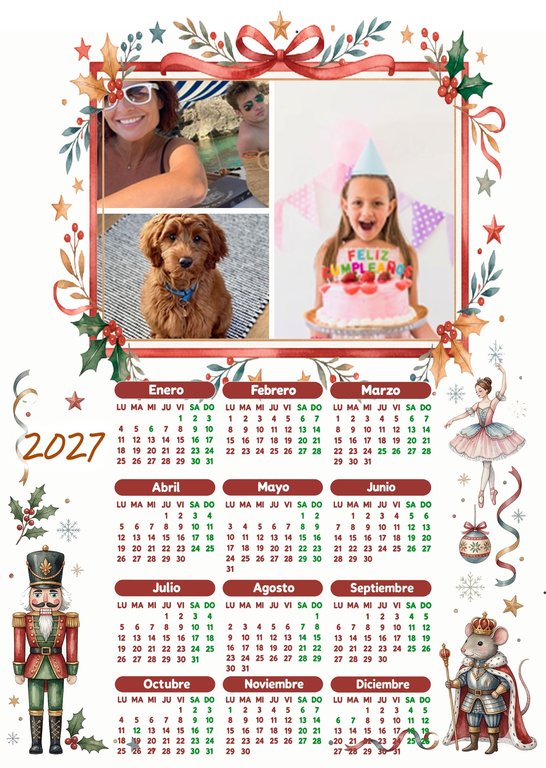 FELIZ
CUMPLEAÑOS
2027
Enero
LU MA MI JU VI SA DO
1 2 3
4 5 6 7 8 9 10
11 12 13 14 15 16 17
18 19 20 21 22 23 24
25 26 27 28 29 30 31
Febrero
LU MA MI JU VI SA DO
1 2 3 4 5 6 7
8 9 10 11 12 13 14
15 16 17 18 19 20 21
22 23 24 25 26 27 28
Marzo
LU MA MI JU VI SA DO
1 2 3 4 5 6 7
8 9 10 11 12 13 14
15 16 17 18 19 20 21
22 23 24 25 26 27 28
29 30 31
Abril
LU MA MI JU VI SA DO
1 2 3 4
5 6 7 8 9 10 11
12 13 14 15 16 17 18
19 20 21 22 23 24 25
26 27 28 29 30
Mayo
LU MA MI JU VI SA DO
1 2
3 4 5 6 7 8 9
10 11 12 13 14 15 16
17 18 19 20 21 22 23
24 25 26 27 28 29 30
31
Junio
LU MA MI JU VI SA DO
1 2 3 4 5 6
7 8 9 10 11 12 13
14 15 16 17 18 19 20
21 22 23 24 25 26 27
28 29 30
Julio
LU MA MI JU VI SA DO
1 2 3 4
5 6 7 8 9 10 11
12 13 14 15 16 17 18
19 20 21 22 23 24 25
26 27 28 29 30 31
Agosto
LU MA MI JU VI SA DO
1
2 3 4 5 6 7 8
9 10 11 12 13 14 15
16 17 18 19 20 21 22
23 24 25 26 27 28 29
30 31
Septiembre
LU MA MI JU VI SA DO
1 2 3 4 5
6 7 8 9 10 11 12
13 14 15 16 17 18 19
20 21 22 23 24 25 26
27 28 29 30
Octubre
LU MA MI JU VI SA DO
1 2 3
4 5 6 7 8 9 10
11 12 13 14 15 16 17
18 19 20 21 22 23 24
25 26 27 28 29 30 31
Noviembre
LU MA MI JU VI SA DO
1 2 3 4 5 6 7
8 9 10 11 12 13 14
15 16 17 18 19 20 21
22 23 24 25 26 27 28
29 30
Diciembre
LU MA MI JU VI SA DO
1 2 3 4 5
6 7 8 9 10 11 12
13 14 15 16 17 18 19
20 21 22 23 24 25 26
27 28 29 30 31